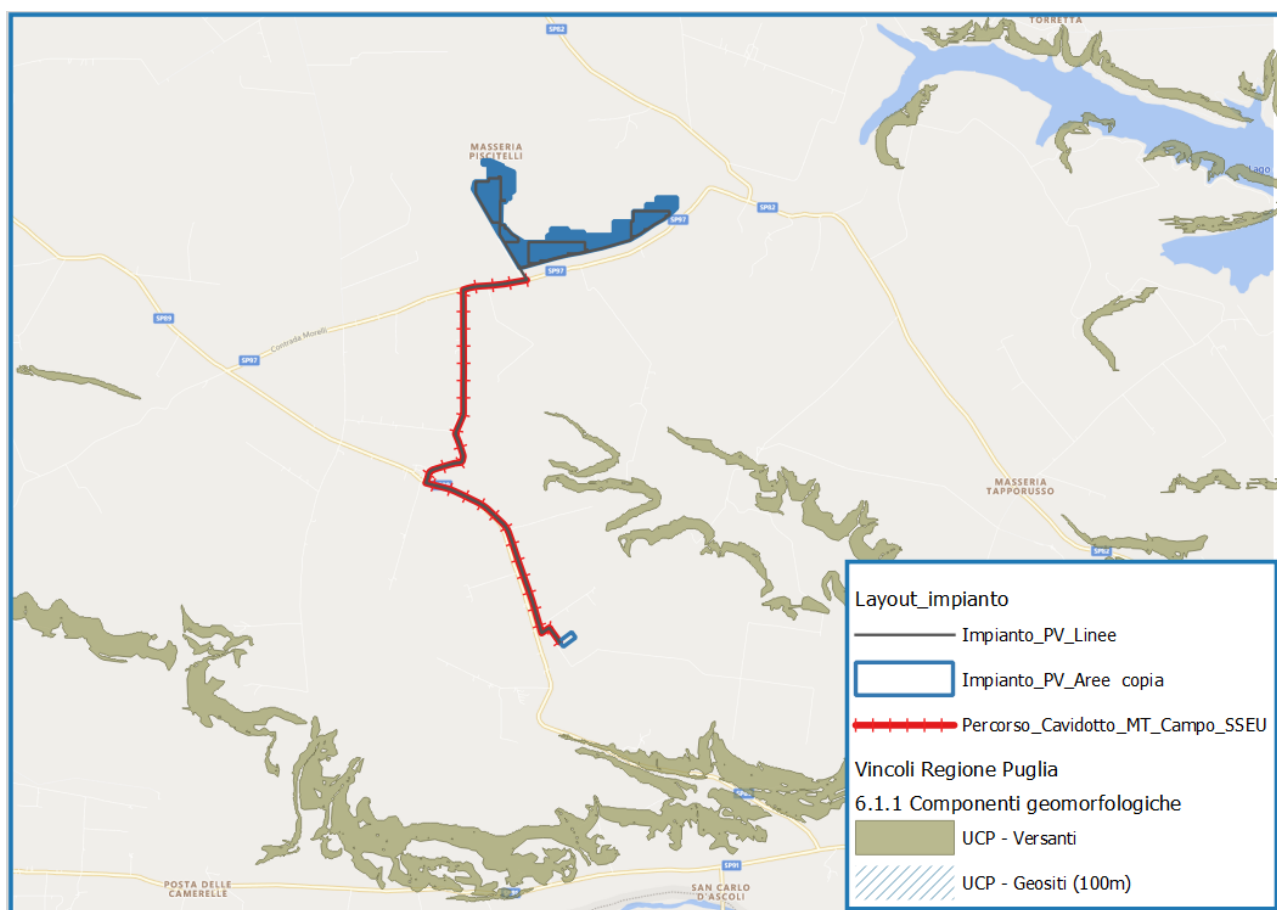 TORRETTA
SP82
MASSERIA
PISCITELLI
Lago
SP82
SP97
SP97
SP89
Contrada Morelli
SP97
MASSERIA
TAPPORUSSO
SP82
Layout_impianto
Impianto_PV_Linee
Impianto_PV_Aree copia
Percorso_Cavidotto_MT_Campo_SSEU
Vincoli Regione Puglia
6.1.1 Componenti geomorfologiche
UCP - Versanti
UCP - Geositi (100m)
SP91
POSTA DELLE
CAMERELLE
SAN CARLO
D'ASCOLI